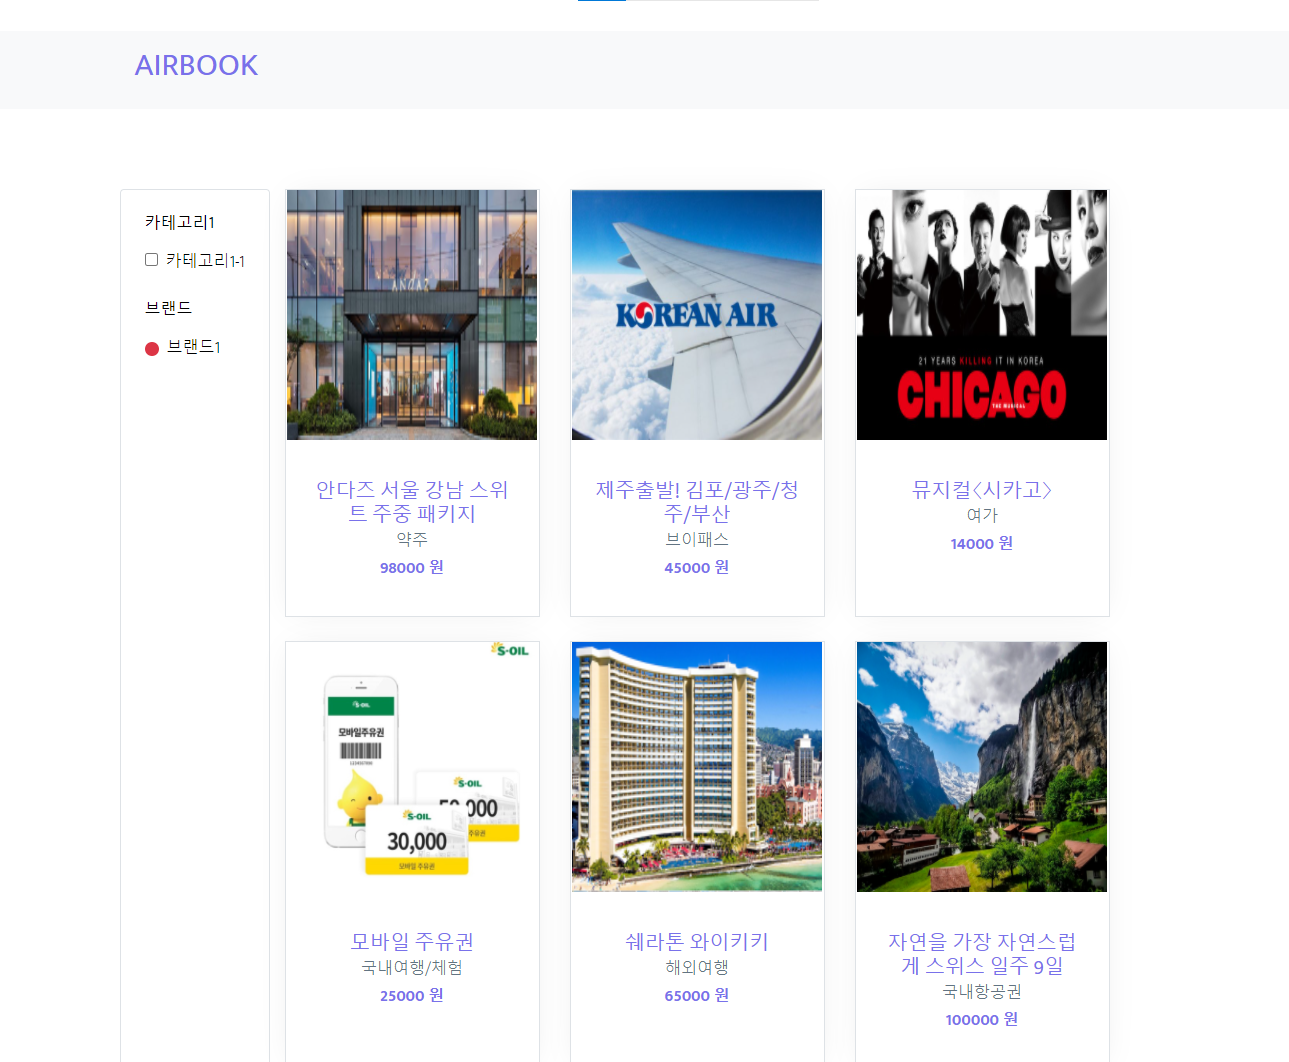 AIRBOOK
카테고리1
카테고리1-1
브랜드
브랜드1
ANDAZ
안다즈 서울 강남 스위
트 주중 패키지
약주
98000 원
KOREAN AIR
제주출발! 김포/광주/청
주/부산
브이패스
45000 원
21 YEARS KILLING IT IN KOREA
CHICAGO
THE MUSICAL
뮤지컬<시카고>
여가
14000 원
S-OIL
S-OIL
모바일주유권
S-OIL
50,000
주유권
S-OIL
30,000
모바일 주유권
모바일 주유권
국내여행/체험
25000 원
쉐라톤 와이키키
해외여행
65000 원
자연을 가장 자연스럽
게 스위스 일주 9일
국내항공권
100000 원